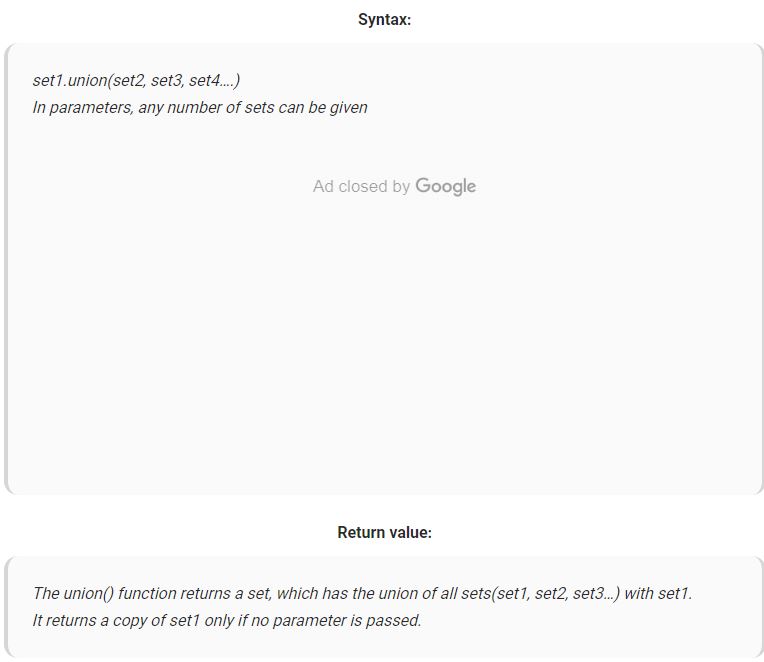 Syntax:
set1.union(set2, set3, set4….)
In parameters, any number of sets can be given
Ad closed by Google
Return value:
The union() function returns a set, which has the union of all sets(set1, set2, set3…) with set1.
It returns a copy of set1 only if no parameter is passed.